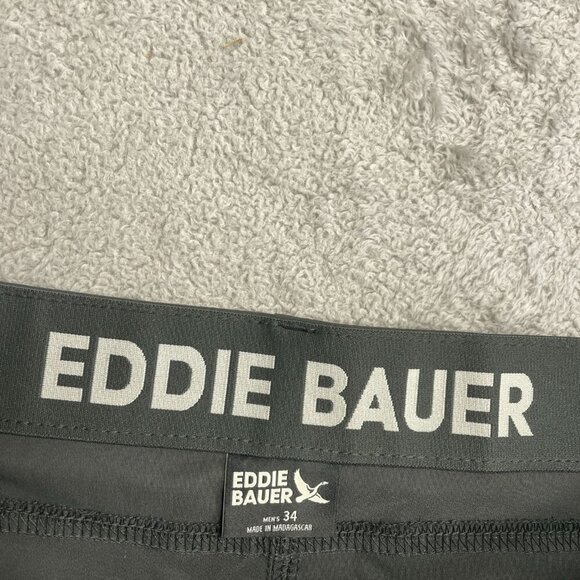 EDDIE BAUER
EDDIE
BAUER
MEN'S 34
MADE IN MADAGASCAR